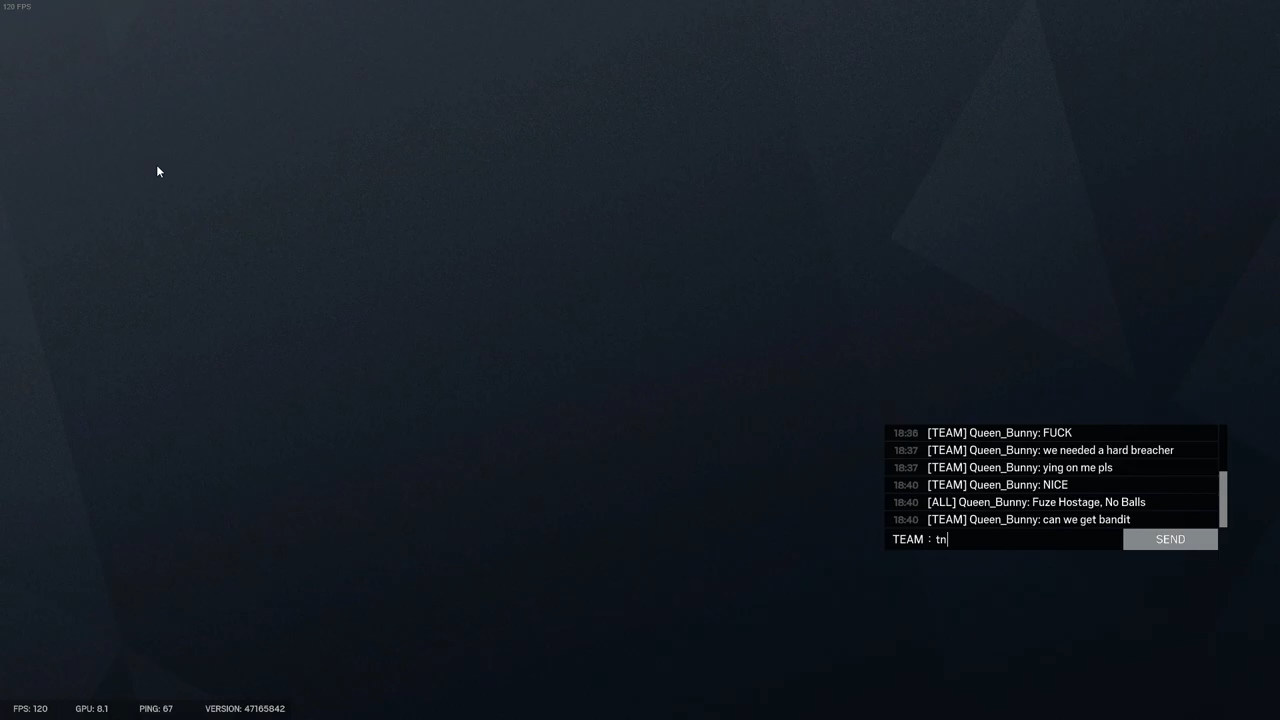 120 FPS
18:36 [TEAM] Queen_Bunny: FUCK
18:37 [TEAM] Queen_Bunny: we needed a hard breacher
18:37 [TEAM] Queen_Bunny: ying on me pls
18:40 [TEAM] Queen_Bunny: NICE
18:40 [ALL] Queen_Bunny: Fuze Hostage, No Balls
18:40 [TEAM] Queen_Bunny: can we get bandit
TEAM : tn SEND
FPS: 120 GPU: 8.1 PING: 67 VERSION: 47165842